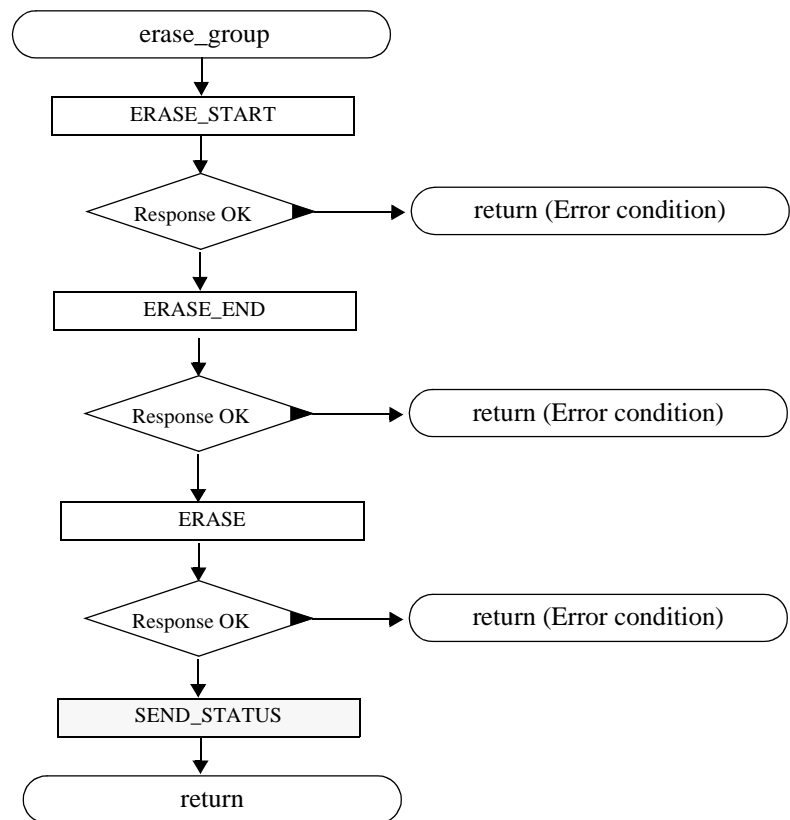 erase_group
ERASE_START
Response OK
return (Error condition)
ERASE_END
Response OK
return (Error condition)
ERASE
Response OK
return (Error condition)
SEND_STATUS
return